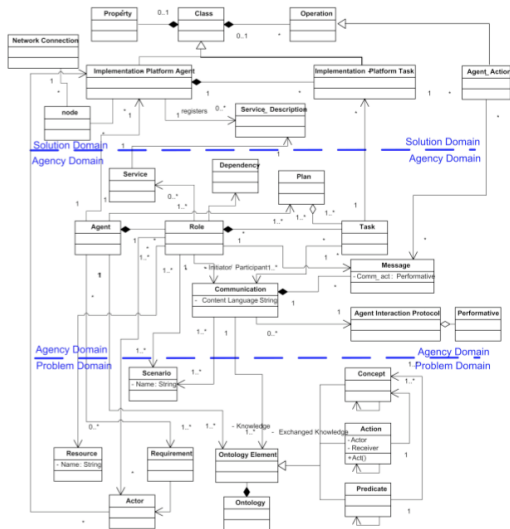 Property
0..1
*
Class
0..1
*
Operation
Network Connection
Implementation Platform Agent
Implementation Platform Task
Agent_Action
node
registers
0..*
Service_Description
Solution Domain
Solution Domain
Agency Domain
Agency Domain
Service
Dependency
Plan
0..*
1..*
1..*
Agent
Role
Task
Message
- Comm_act : Performative
Initiator
Participant
1..*
Communication
- Content Language String
Agent Interaction Protocol
Performative
0..*
1..*
Agency Domain
Agency Domain
Problem Domain
Problem Domain
Scenario
- Name: String
Concept
- Knowledge
- Exchanged Knowledge
Action
- Actor
- Receiver
+Act()
Resource
- Name: String
Requirement
Ontology Element
Predicate
Actor
Ontology